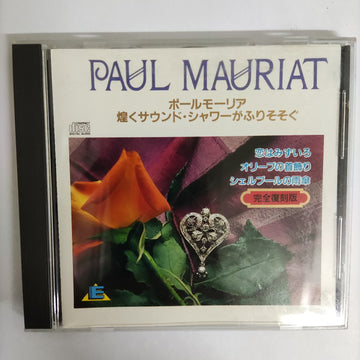 PAUL MAURIAT
ポールモーリア
煌くサウンド・シャワーがふりそそぐ
恋はみずいろ
オリーブの首飾り
シェルブールの雨傘
完全復刻版
E